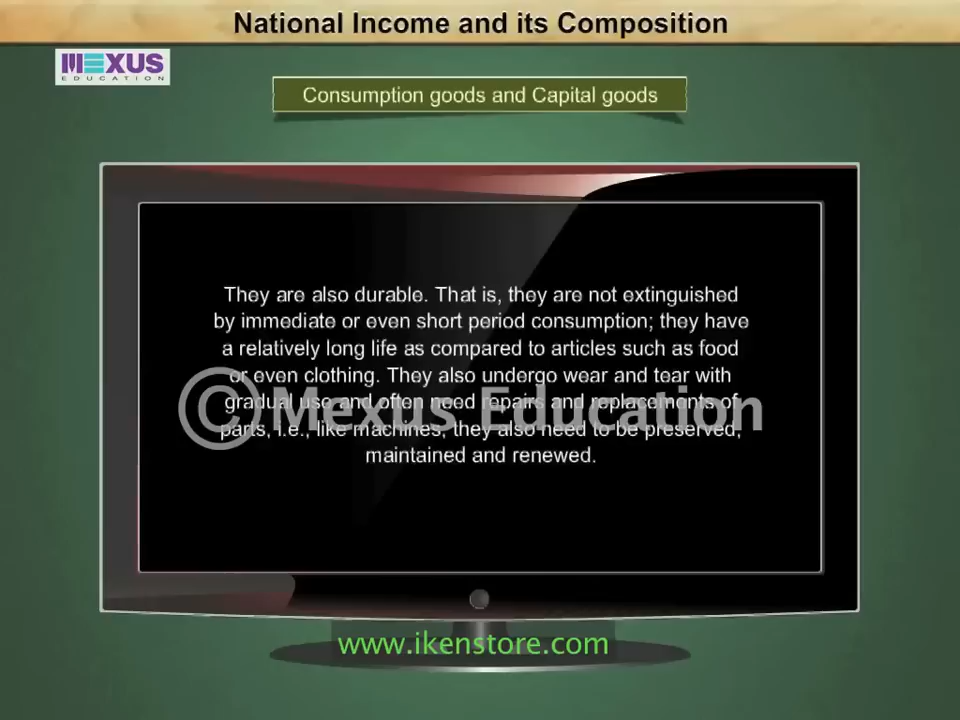 National Income and its Composition
MEXUS
EDUCATION
Consumption goods and Capital goods
They are also durable. That is, they are not extinguished
by immediate or even short period consumption; they have
a relatively long life as compared to articles such as food
or even clothing. They also undergo wear and tear with
gradual use and often need repairs and replacements of
parts, i.e., like machines, they also need to be preserved,
maintained and renewed.
© Mexus Education
www.ikenstore.com